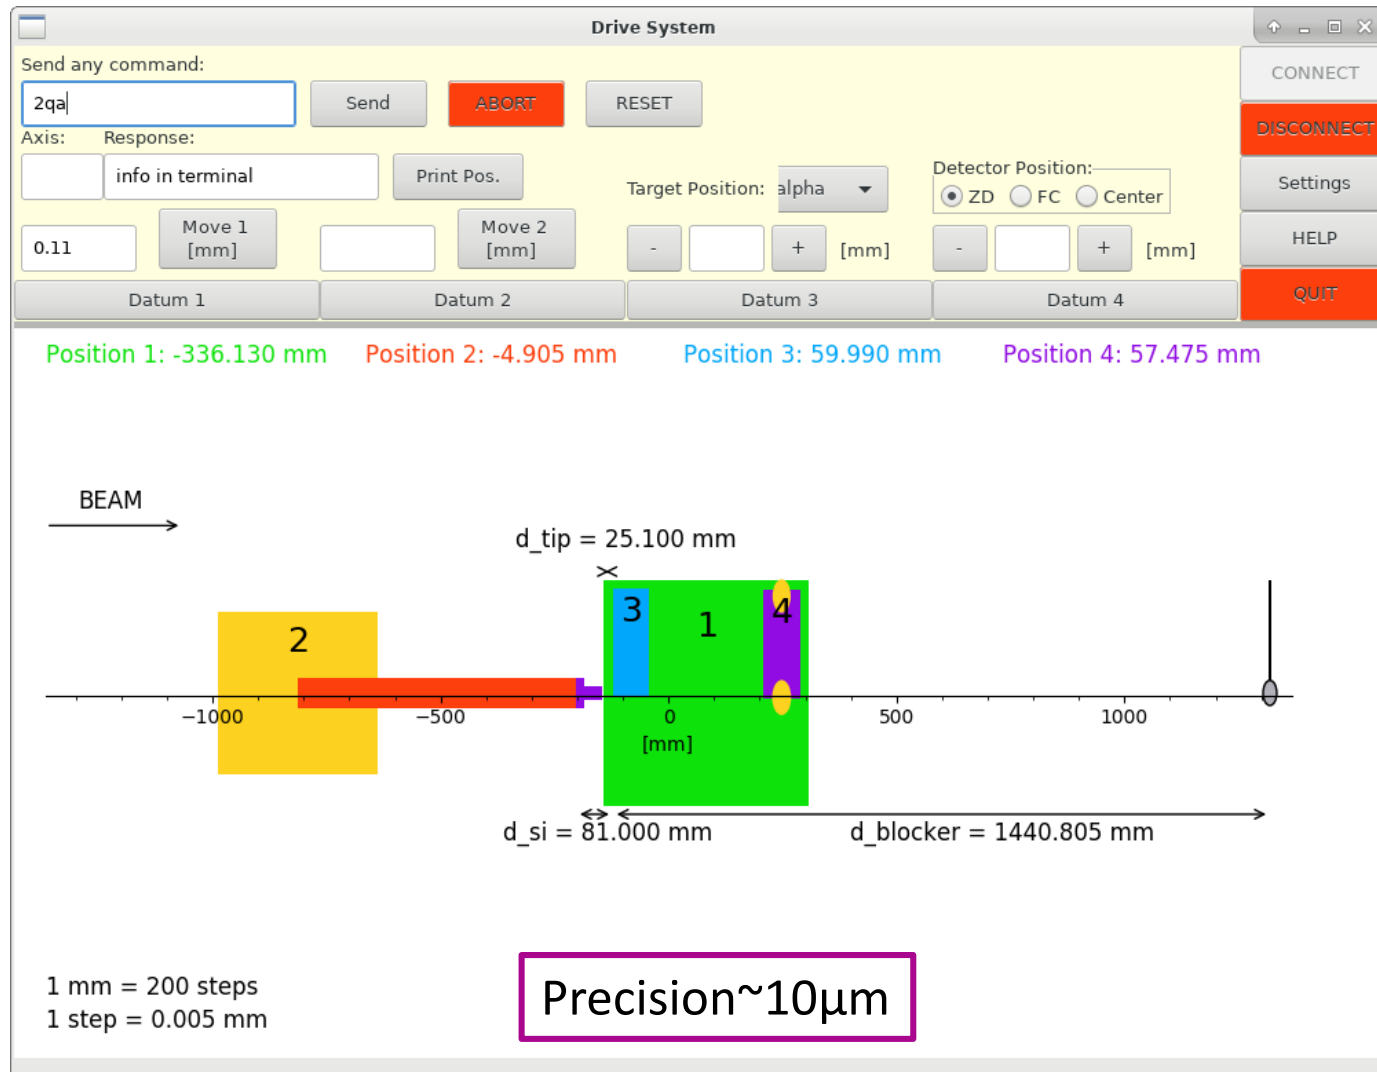 Drive System
Send any command:
CONNECT
2qa
Send
ABORT
RESET
DISCONNECT
Axis:
Response:
info in terminal
Print Pos.
Target Position:
alpha
Detector Position:
ZD
FC
Center
Settings
0.11
Move 1
[mm]
Move 2
[mm]
-
+
[mm]
-
+
[mm]
HELP
Datum 1
Datum 2
Datum 3
Datum 4
QUIT
Position 1: -336.130 mm
Position 2: -4.905 mm
Position 3: 59.990 mm
Position 4: 57.475 mm
BEAM
d_tip = 25.100 mm
2
3
1
4
−1000
−500
0
500
1000
[mm]
d_si = 81.000 mm
d_blocker = 1440.805 mm
1 mm = 200 steps
1 step = 0.005 mm
Precision~10μm